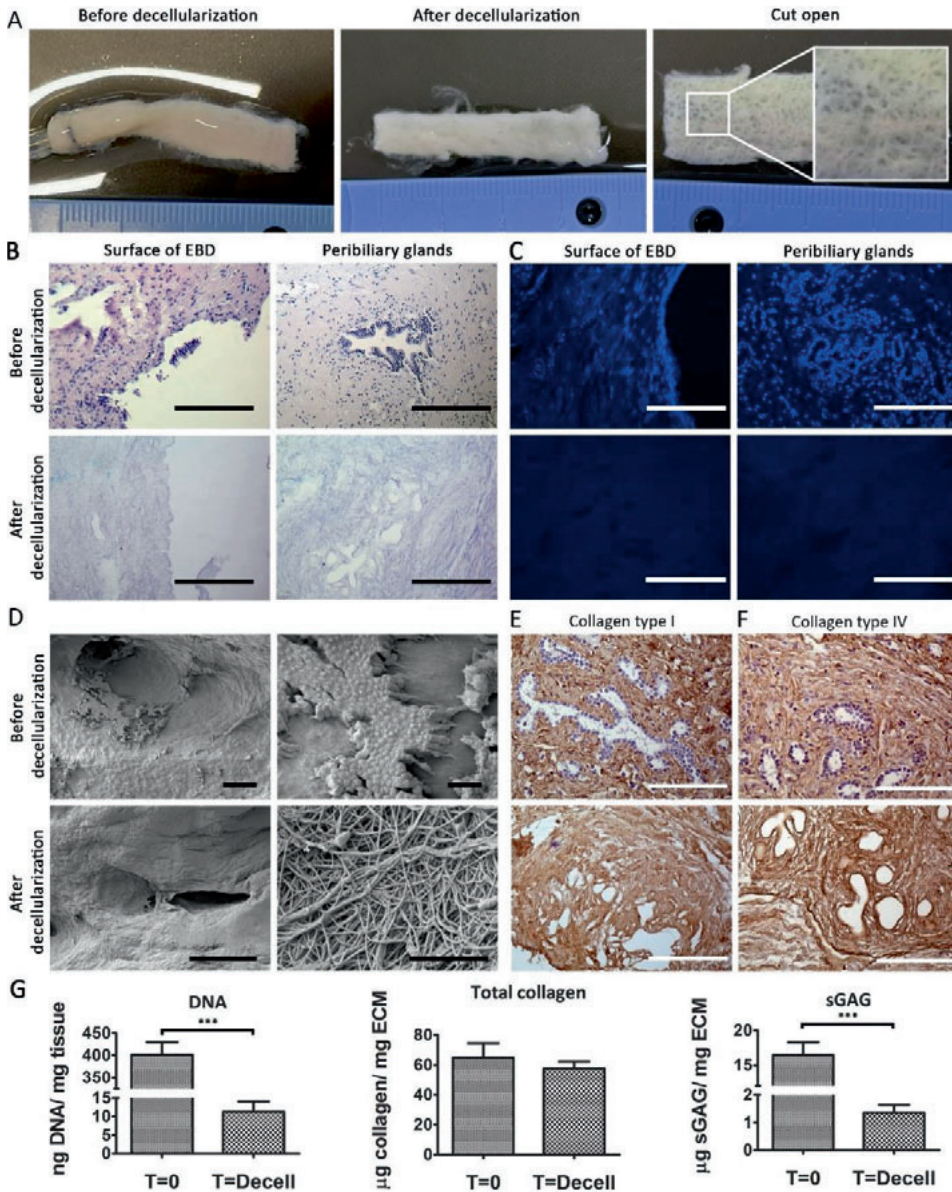 A
Before decellularization
After decellularization
Cut open
B
Surface of EBD
Peribiliary glands
C
Surface of EBD
Peribiliary glands
Before
decellularization
After
decellularization
D
E
Collagen type I
F
Collagen type IV
Before
decellularization
After
decellularization
G
DNA
***
ng DNA/ mg tissue
450
400
350
15
10
5
0
T=0
T=Decell
Total collagen
µg collagen/ mg ECM
80
60
40
20
0
T=0
T=Decell
sGAG
***
µg sGAG/ mg ECM
20
15
2
1
0
T=0
T=Decell